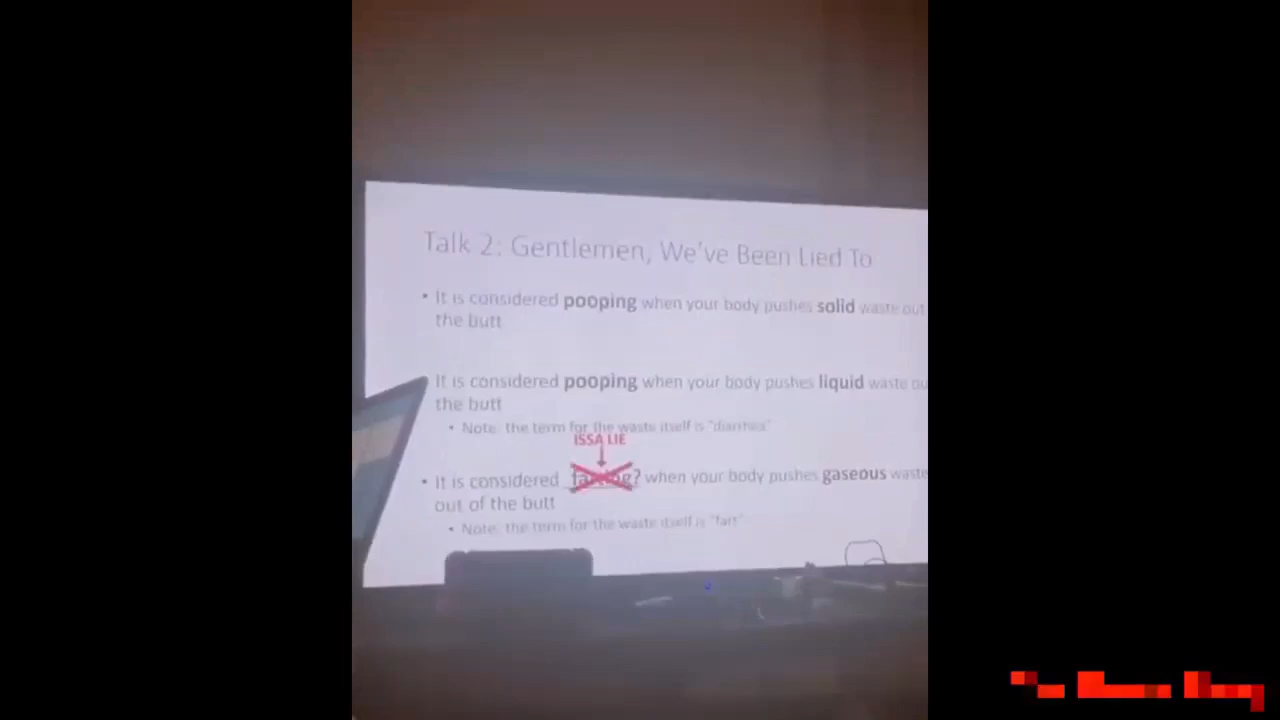 Talk 2: Gentlemen, We've Been Lied To
• It is considered pooping when your body pushes solid waste out
the butt
It is considered pooping when your body pushes liquid waste ou
the butt
• Note: the term for the waste itself is "diarrhea"
ISSA LIE
• It is considered farting? when your body pushes gaseous waste
out of the butt
• Note: the term for the waste itself is "fart"